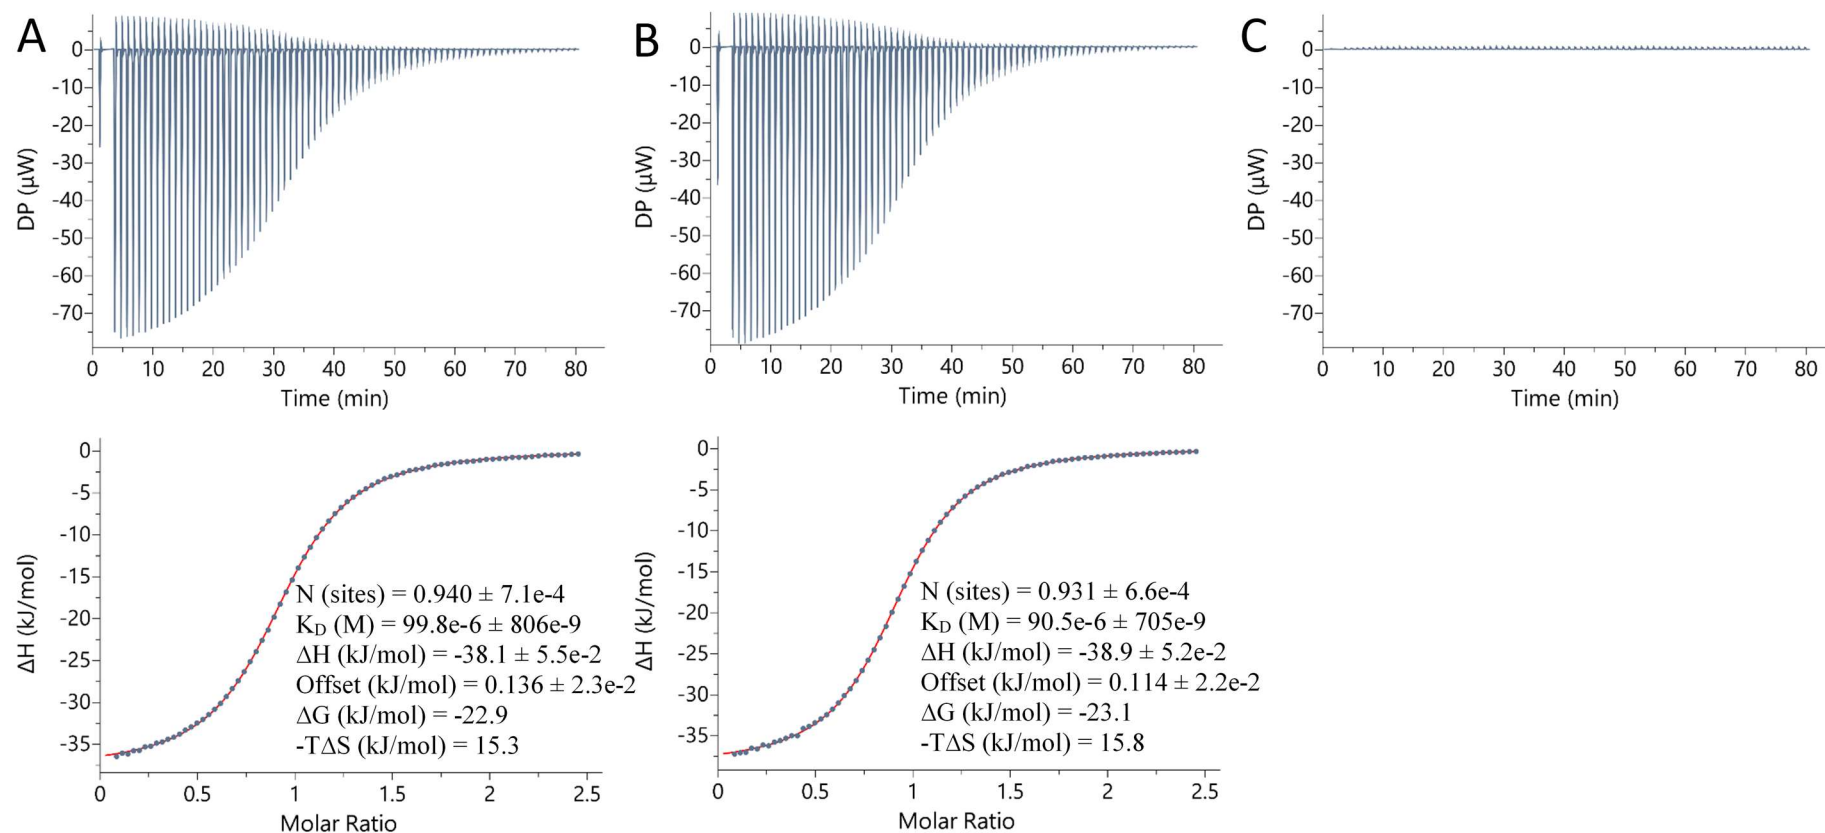 A
0
-10
-20
-30
-40
-50
-60
-70
DP (µW)
0 10 20 30 40 50 60 70 80
Time (min)
B
0
-10
-20
-30
-40
-50
-60
-70
DP (µW)
0 10 20 30 40 50 60 70 80
Time (min)
C
0
-10
-20
-30
-40
-50
-60
-70
DP (µW)
0 10 20 30 40 50 60 70 80
Time (min)
0
-5
-10
-15
-20
-25
-30
-35
ΔH (kJ/mol)
N (sites) = 0.940 ± 7.1e-4
K_D (M) = 99.8e-6 ± 806e-9
ΔH (kJ/mol) = -38.1 ± 5.5e-2
Offset (kJ/mol) = 0.136 ± 2.3e-2
ΔG (kJ/mol) = -22.9
-TΔS (kJ/mol) = 15.3
0 0.5 1 1.5 2 2.5
Molar Ratio
0
-5
-10
-15
-20
-25
-30
-35
ΔH (kJ/mol)
N (sites) = 0.931 ± 6.6e-4
K_D (M) = 90.5e-6 ± 705e-9
ΔH (kJ/mol) = -38.9 ± 5.2e-2
Offset (kJ/mol) = 0.114 ± 2.2e-2
ΔG (kJ/mol) = -23.1
-TΔS (kJ/mol) = 15.8
0 0.5 1 1.5 2 2.5
Molar Ratio